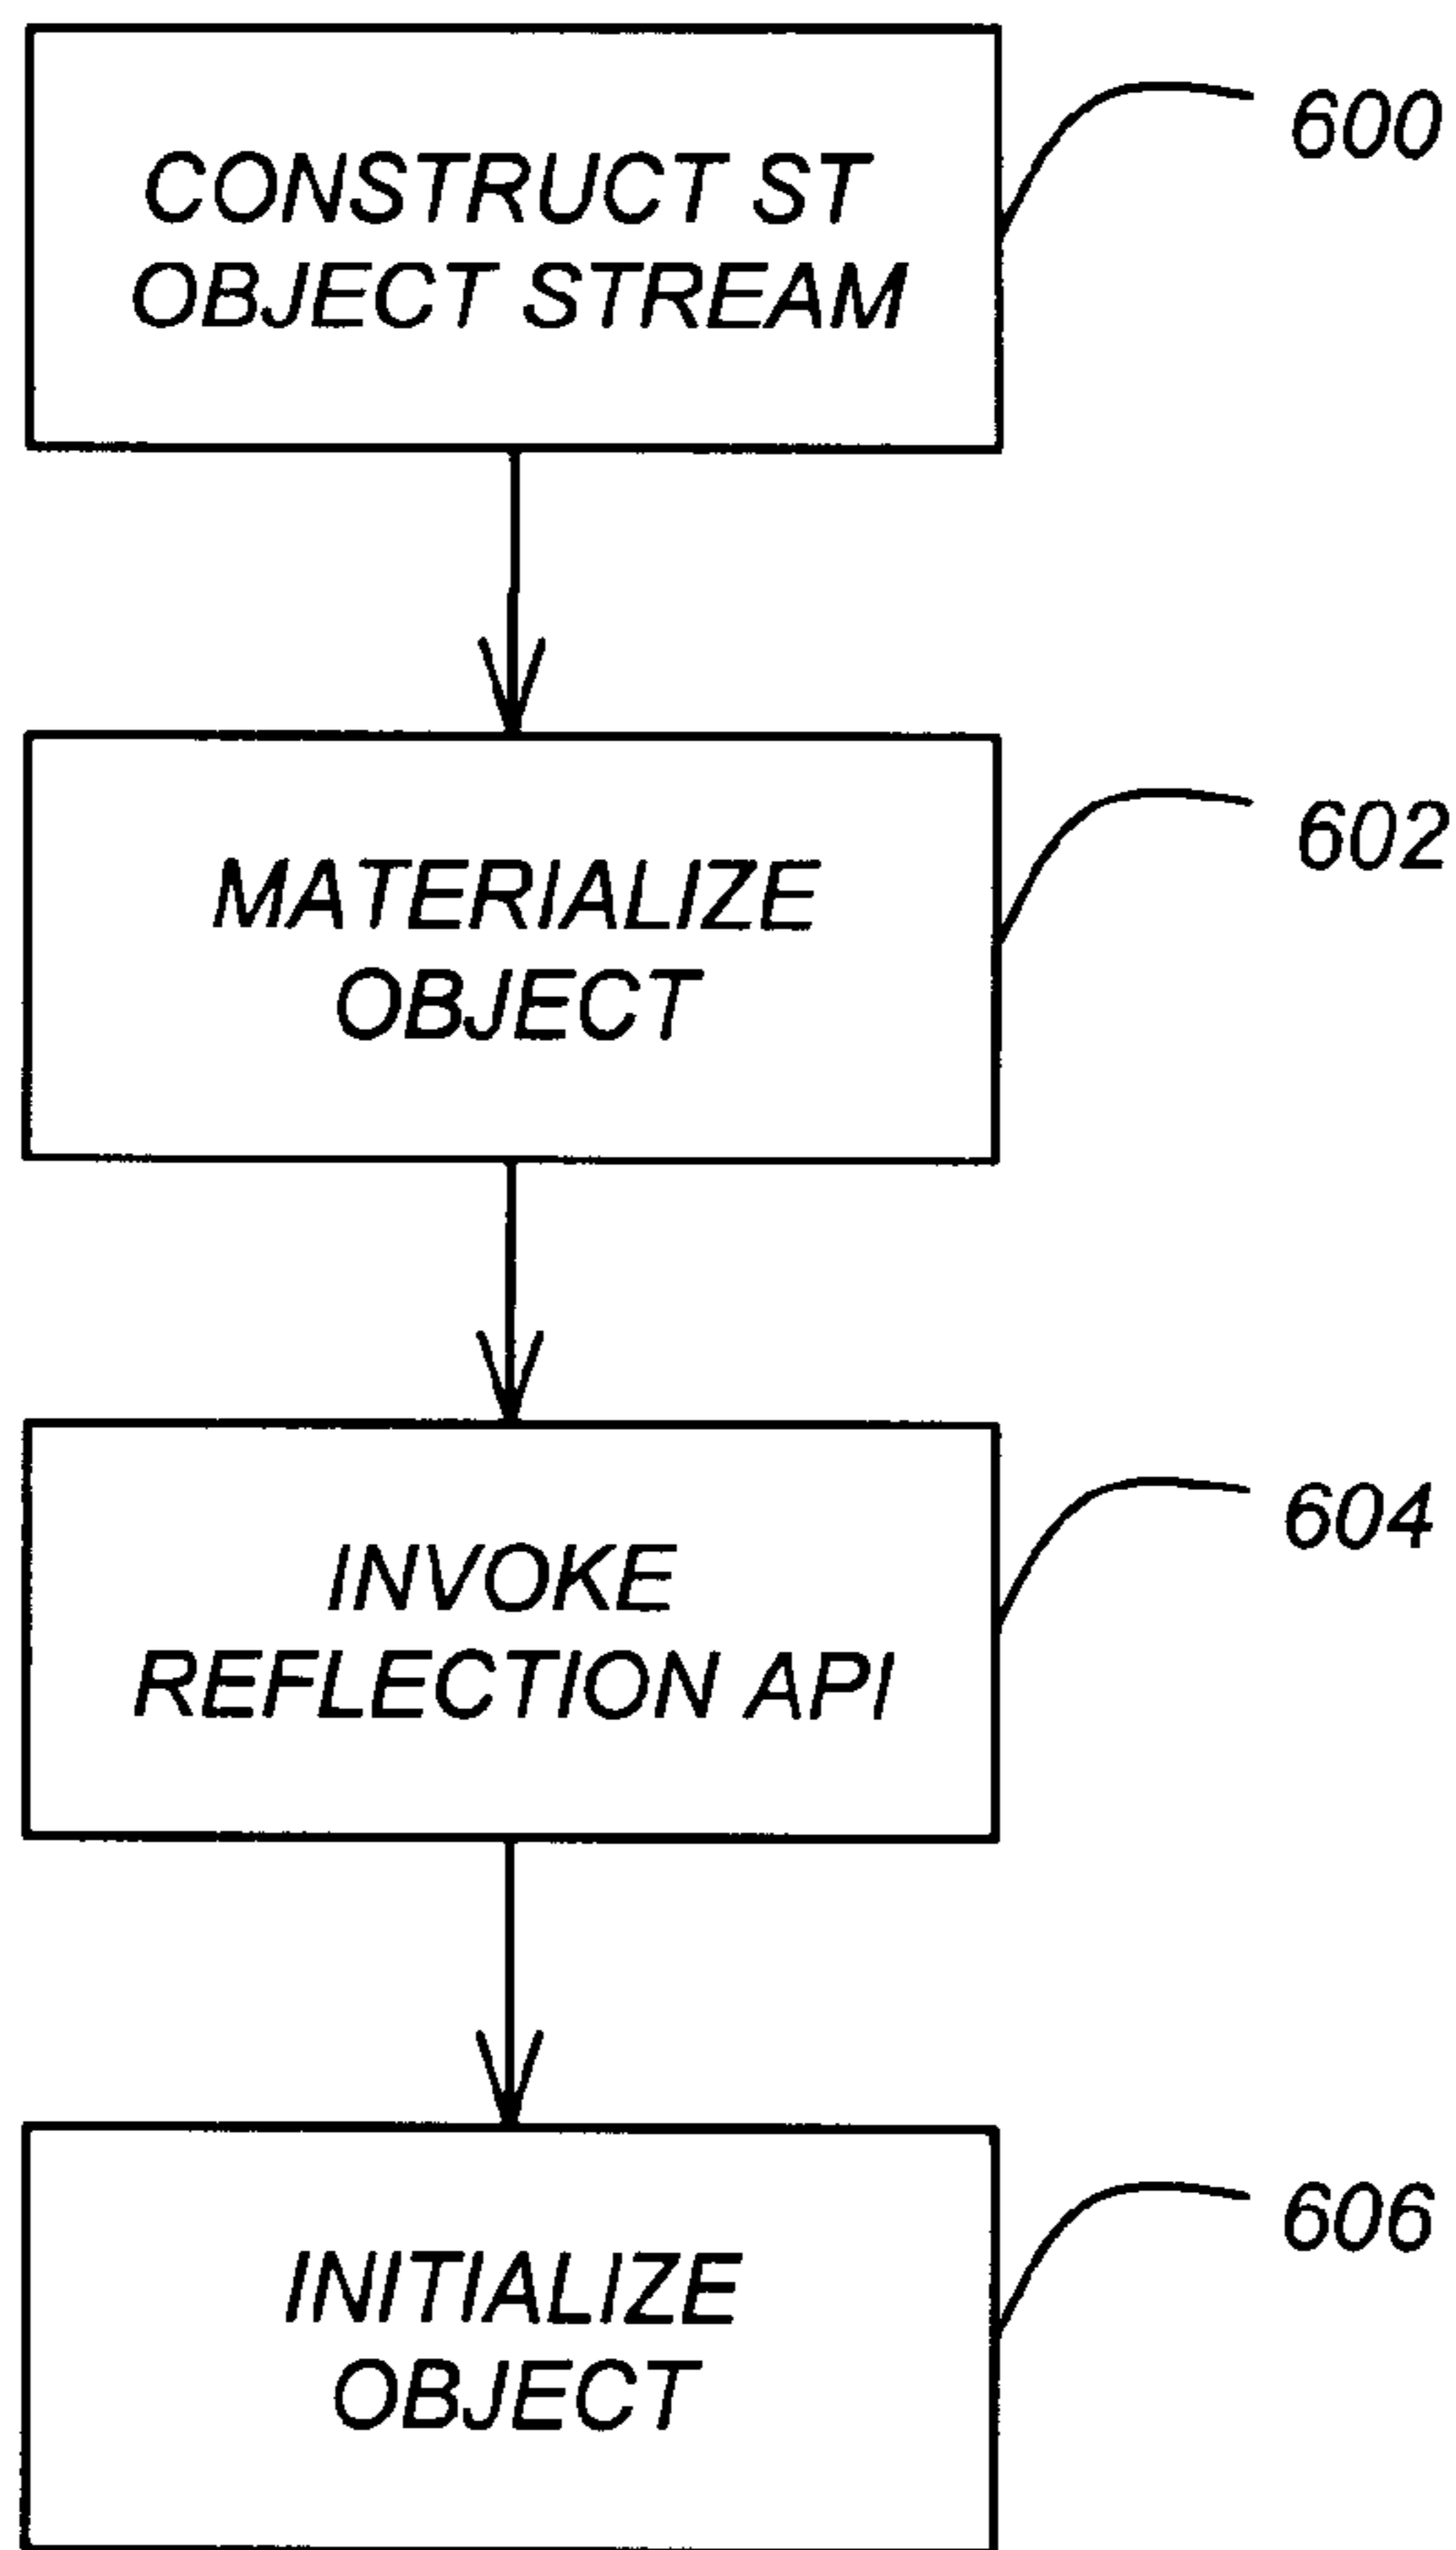 CONSTRUCT ST
OBJECT STREAM
600
MATERIALIZE
OBJECT
602
INVOKE
REFLECTION API
604
INITIALIZE
OBJECT
606